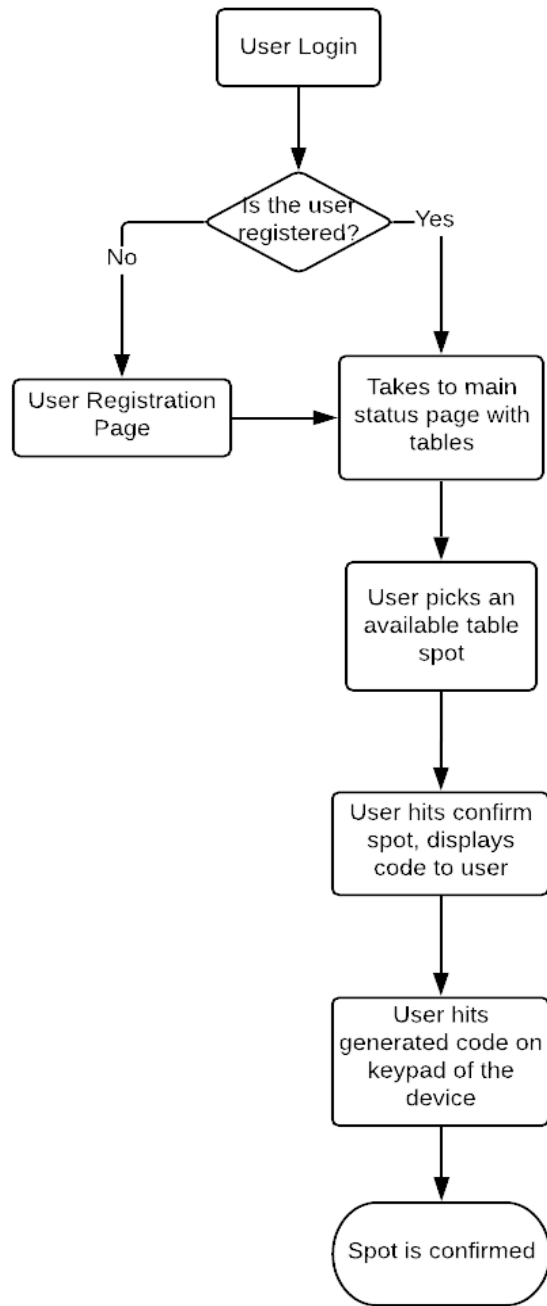 User Login
Is the user
registered?
No
Yes
User Registration
Page
Takes to main
status page with
tables
User picks an
available table
spot
User hits confirm
spot, displays
code to user
User hits
generated code on
keypad of the
device
Spot is confirmed